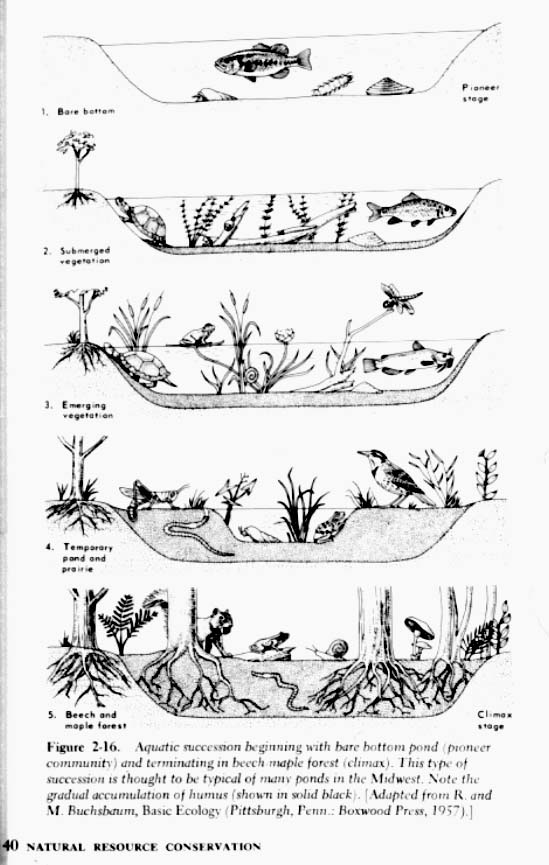 Pioneer
stage
1. Bare bottom
2. Submerged
vegetation
3. Emerging
vegetation
4. Temporary
pond and
prairie
5. Beech and
maple forest
Climax
stage
Figure 2-16. Aquatic succession beginning with bare bottom pond (pioneer
community) and terminating in beech-maple forest (climax). This type of
succession is thought to be typical of many ponds in the Midwest. Note the
gradual accumulation of humus (shown in solid black). [Adapted from R. and
M. Buchsbaum, Basic Ecology (Pittsburgh, Penn.: Boxwood Press, 1957).]
40 NATURAL RESOURCE CONSERVATION